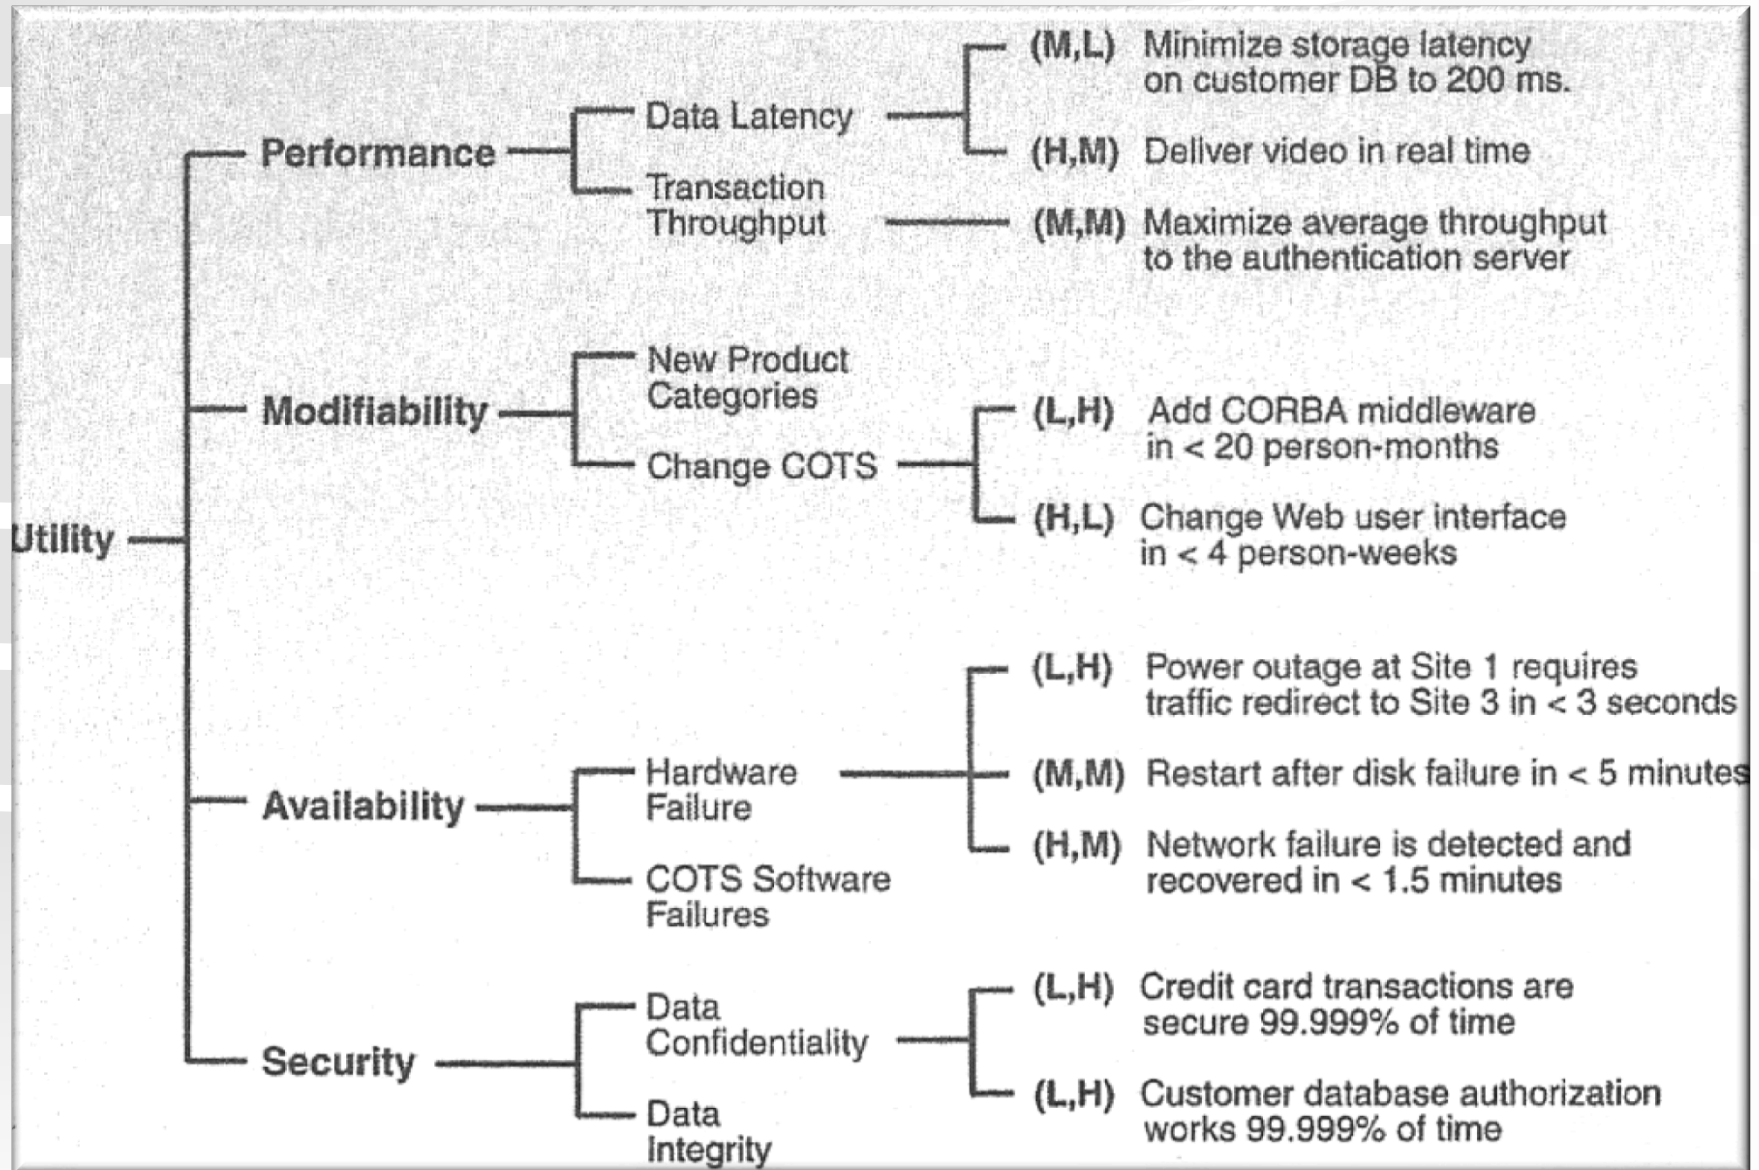 (M,L) Minimize storage latency
on customer DB to 200 ms.
Data Latency
Performance
(H,M) Deliver video in real time
Transaction
Throughput
(M,M) Maximize average throughput
to the authentication server
New Product
Categories
Modifiability
(L,H) Add CORBA middleware
in < 20 person-months
Change COTS
(H,L) Change Web user interface
in < 4 person-weeks
Utility
(L,H) Power outage at Site 1 requires
traffic redirect to Site 3 in < 3 seconds
Hardware
Failure
(M,M) Restart after disk failure in < 5 minutes
Availability
(H,M) Network failure is detected and
recovered in < 1.5 minutes
COTS Software
Failures
(L,H) Credit card transactions are
secure 99.999% of time
Data
Confidentiality
Security
(L,H) Customer database authorization
works 99.999% of time
Data
Integrity